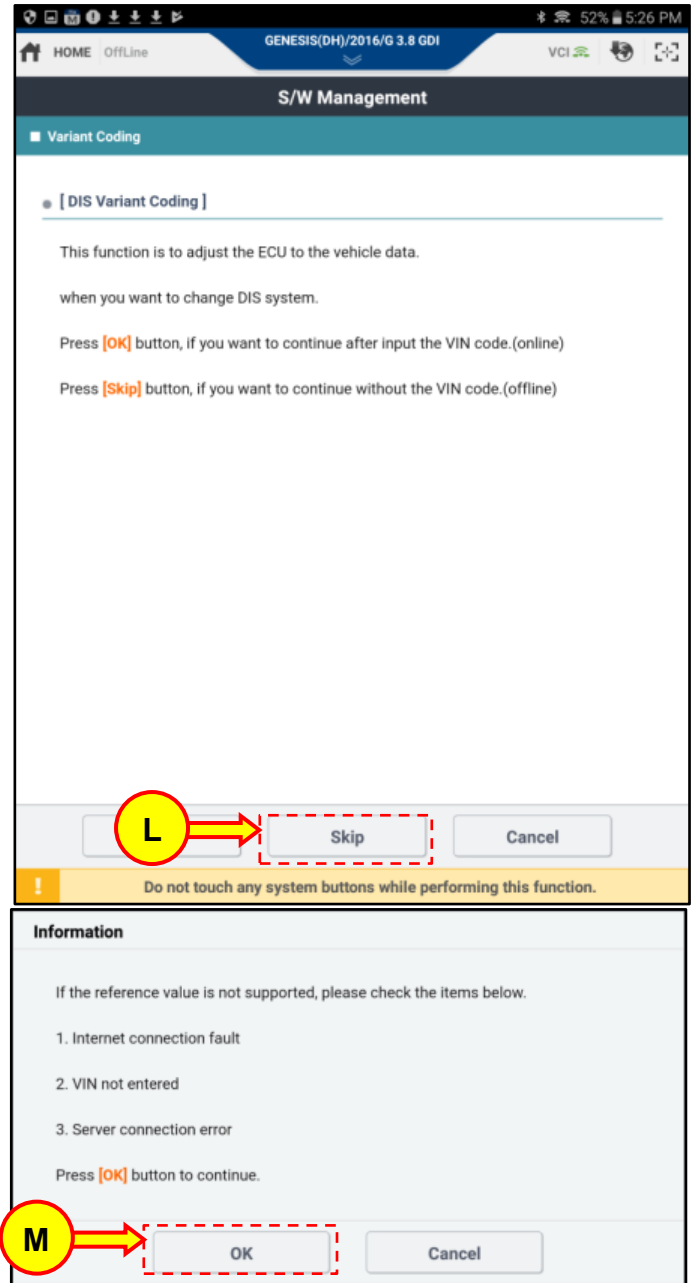 52% 5:26 PM
HOME OffLine
GENESIS(DH)/2016/G 3.8 GDI
VCI
S/W Management
Variant Coding
[ DIS Variant Coding ]
This function is to adjust the ECU to the vehicle data.
when you want to change DIS system.
Press [OK] button, if you want to continue after input the VIN code.(online)
Press [Skip] button, if you want to continue without the VIN code.(offline)
L
Skip
Cancel
! Do not touch any system buttons while performing this function.
Information
If the reference value is not supported, please check the items below.
1. Internet connection fault
2. VIN not entered
3. Server connection error
Press [OK] button to continue.
M
OK
Cancel